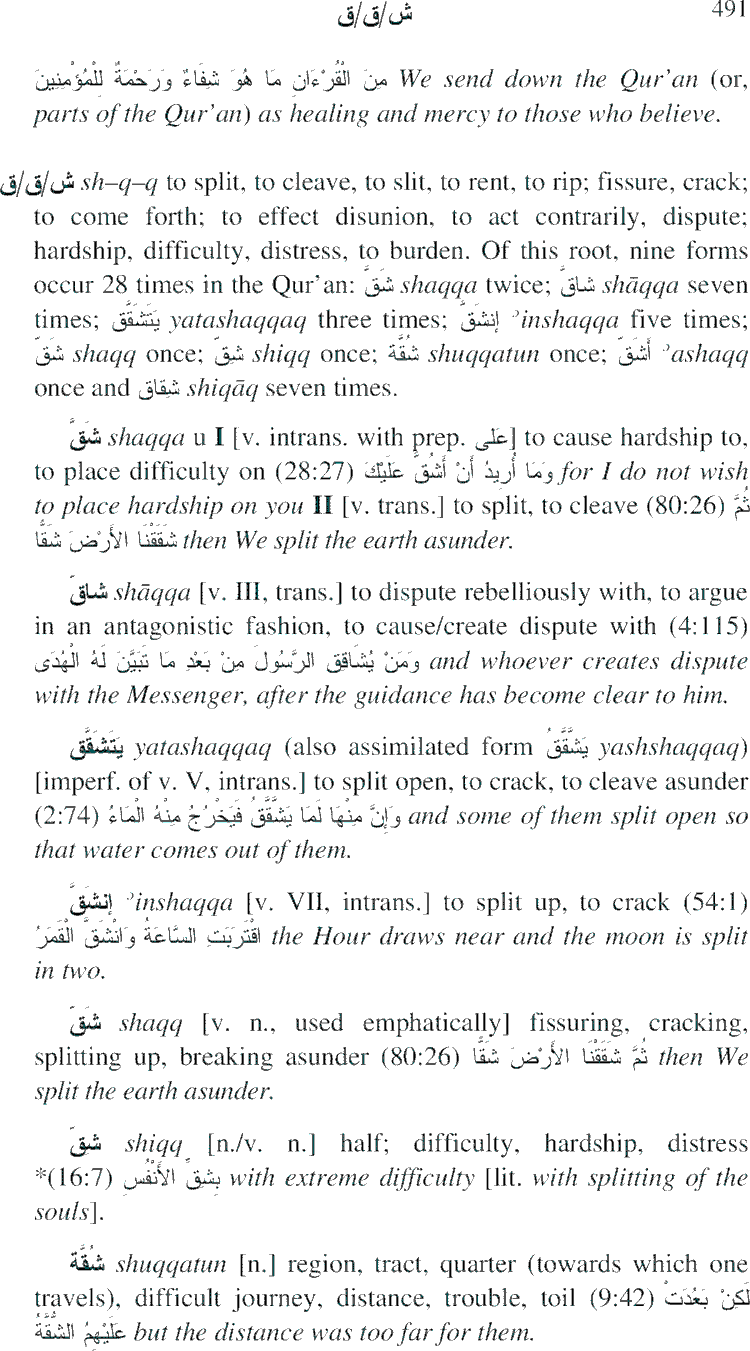 ش/ق/ق 491
مِنَ الْقُرْءَانِ مَا هُوَ شِفَاءٌ وَرَحْمَةٌ لِّلْمُؤْمِنِينَ We send down the Qur'an (or,
parts of the Qur'an) as healing and mercy to those who believe.
ش/ق/ق sh–q–q to split, to cleave, to slit, to rent, to rip; fissure, crack;
to come forth; to effect disunion, to act contrarily, dispute;
hardship, difficulty, distress, to burden. Of this root, nine forms
occur 28 times in the Qur'an: شَقَّ shaqqa twice; شاقَّ shāqqa seven
times; يَتَشَقَّق yatashaqqaq three times; إنشَقَّ ʾinshaqqa five times;
شَقّ shaqq once; شِقّ shiqq once; شُقَّة shuqqatun once; أَشَقّ ʾashaqq
once and شِقاق shiqāq seven times.
شَقَّ shaqqa u I [v. intrans. with prep. عَلى] to cause hardship to,
to place difficulty on (28:27) وَمَا أُرِيدُ أَنْ أَشُقَّ عَلَيْكَ for I do not wish
to place hardship on you II [v. trans.] to split, to cleave (80:26) ثُمَّ
شَقَقْنَا الأَرْضَ شَقًّا then We split the earth asunder.
شاقّ shāqqa [v. III, trans.] to dispute rebelliously with, to argue
in an antagonistic fashion, to cause/create dispute with (4:115)
وَمَنْ يُشَاقِقِ الرَّسُولَ مِنْ بَعْدِ مَا تَبَيَّنَ لَهُ الْهُدَى and whoever creates dispute
with the Messenger, after the guidance has become clear to him.
يَتَشَقَّق yatashaqqaq (also assimilated form يَشَّقَّقُ yashshaqqaq)
[imperf. of v. V, intrans.] to split open, to crack, to cleave asunder
(2:74) وَإِنَّ مِنْهَا لَمَا يَشَّقَّقُ فَيَخْرُجُ مِنْهُ الْمَاءُ and some of them split open so
that water comes out of them.
إنشَقَّ ʾinshaqqa [v. VII, intrans.] to split up, to crack (54:1)
اقْتَرَبَتِ السَّاعَةُ وَانْشَقَّ الْقَمَرُ the Hour draws near and the moon is split
in two.
شَقّ shaqq [v. n., used emphatically] fissuring, cracking,
splitting up, breaking asunder (80:26) ثُمَّ شَقَقْنَا الأَرْضَ شَقًّا then We
split the earth asunder.
شِقّ shiqq [n./v. n.] half; difficulty, hardship, distress
*(16:7) بِشِقِّ الأَنْفُسِ with extreme difficulty [lit. with splitting of the
souls].
شُقَّة shuqqatun [n.] region, tract, quarter (towards which one
travels), difficult journey, distance, trouble, toil (9:42) لَكِنْ بَعُدَتْ
عَلَيْهِمُ الشُّقَّةُ but the distance was too far for them.